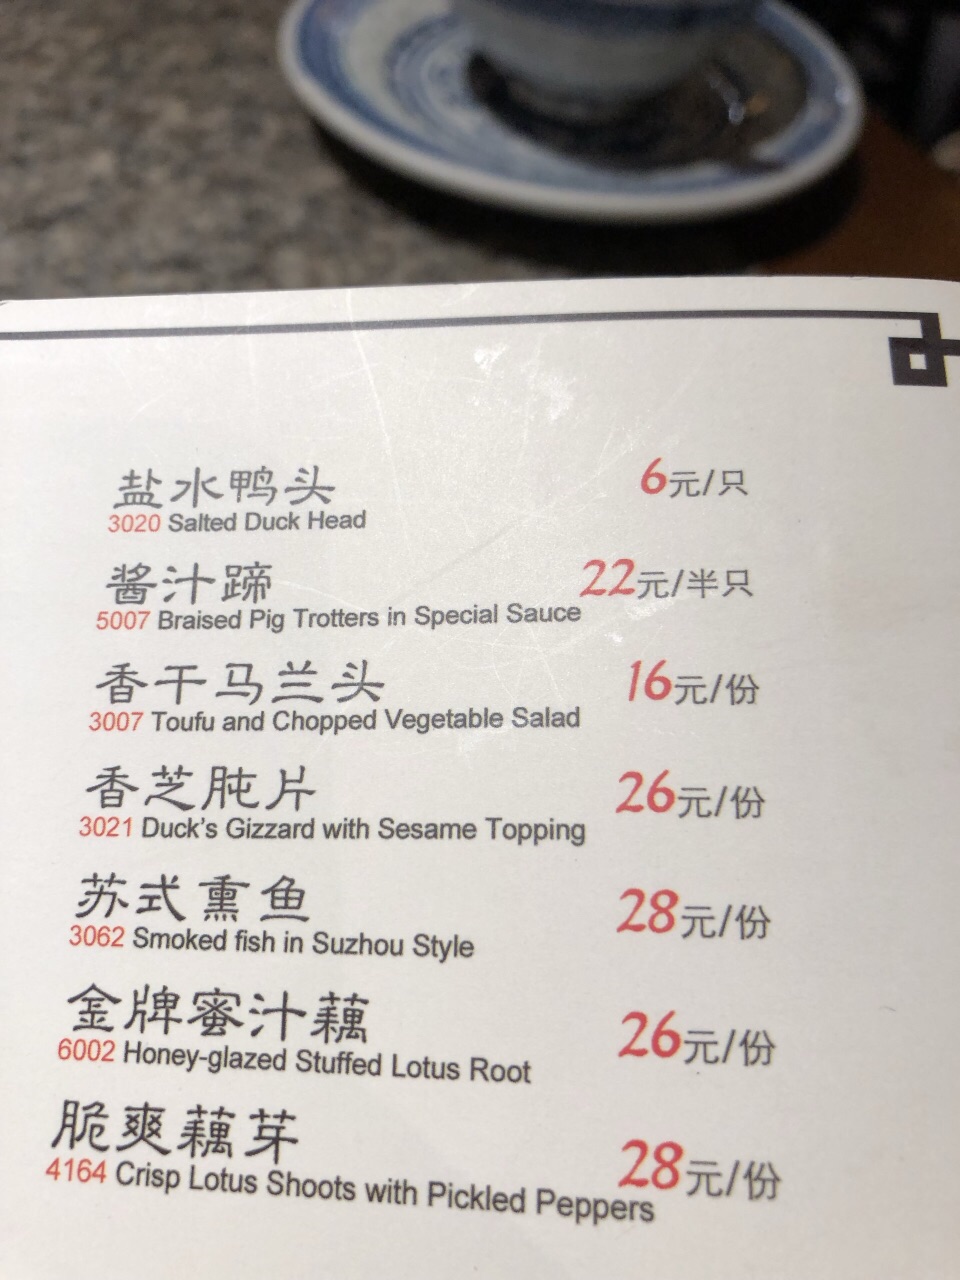 盐水鸭头 6元/只
3020 Salted Duck Head
酱汁蹄 22元/半只
5007 Braised Pig Trotters in Special Sauce
香干马兰头 16元/份
3007 Toufu and Chopped Vegetable Salad
香芝肫片 26元/份
3021 Duck's Gizzard with Sesame Topping
苏式熏鱼 28元/份
3062 Smoked fish in Suzhou Style
金牌蜜汁藕 26元/份
6002 Honey-glazed Stuffed Lotus Root
脆爽藕芽 28元/份
4164 Crisp Lotus Shoots with Pickled Peppers